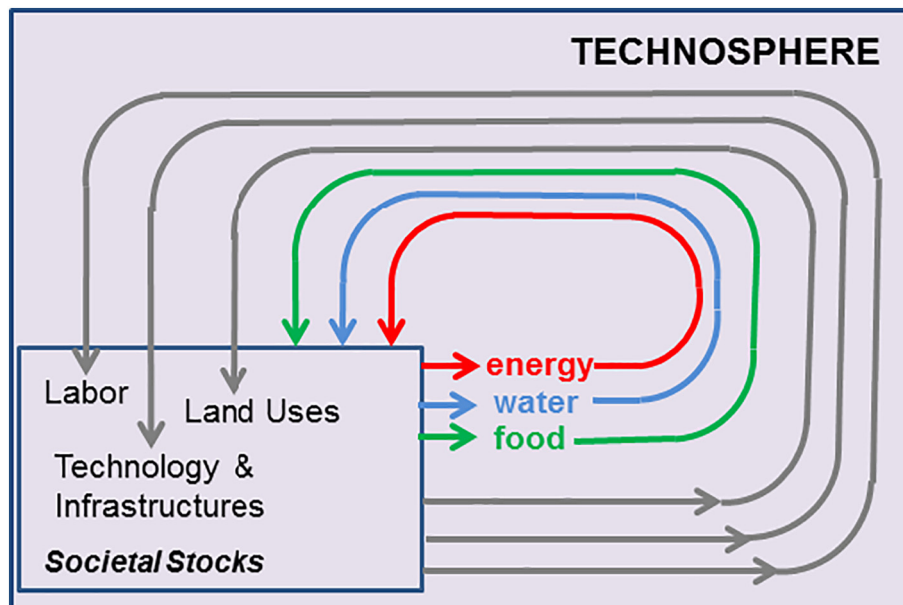 TECHNOSPHERE
energy
Labor
water
Land Uses
food
Technology &
Infrastructures
Societal Stocks